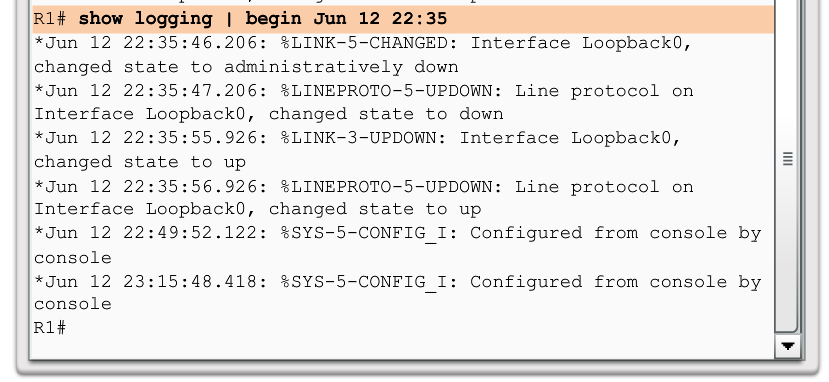 R1# show logging | begin Jun 12 22:35
*Jun 12 22:35:46.206: %LINK-5-CHANGED: Interface Loopback0,
changed state to administratively down
*Jun 12 22:35:47.206: %LINEPROTO-5-UPDOWN: Line protocol on
Interface Loopback0, changed state to down
*Jun 12 22:35:55.926: %LINK-3-UPDOWN: Interface Loopback0,
changed state to up
*Jun 12 22:35:56.926: %LINEPROTO-5-UPDOWN: Line protocol on
Interface Loopback0, changed state to up
*Jun 12 22:49:52.122: %SYS-5-CONFIG_I: Configured from console by
console
*Jun 12 23:15:48.418: %SYS-5-CONFIG_I: Configured from console by
console
R1#